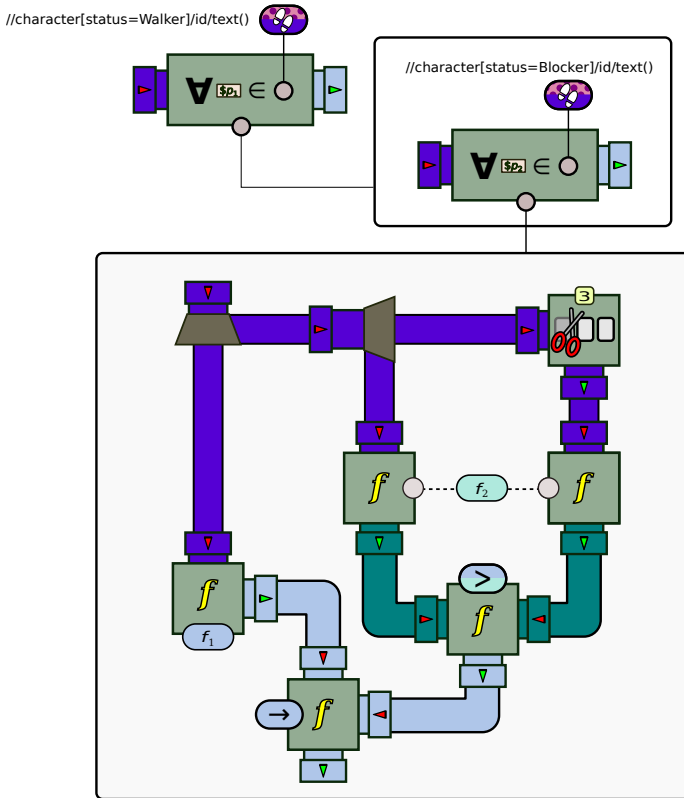 //character[status=Walker]/id/text()
∀ $p₁ ∈
//character[status=Blocker]/id/text()
∀ $p₂ ∈
3
f
f₂
f
f
f₁
>
f
→
f